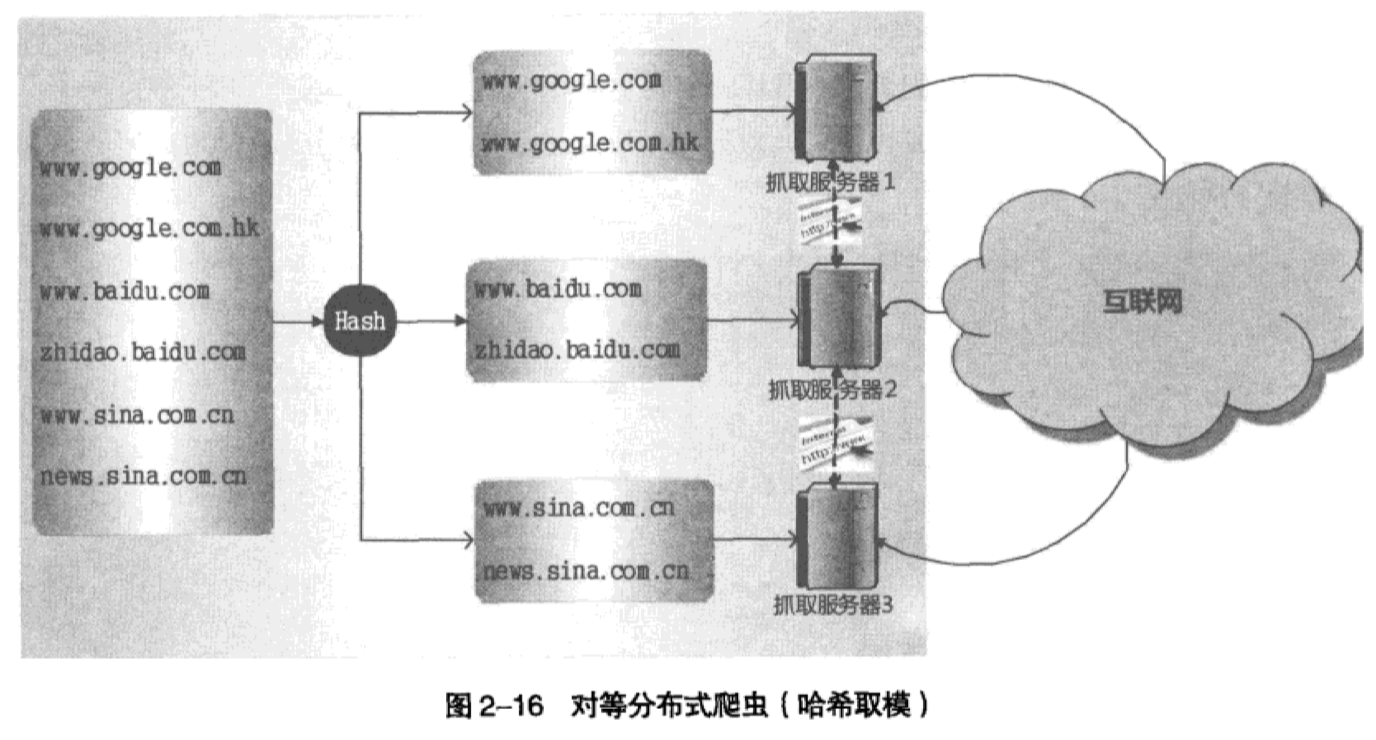 www.google.com
www.google.com.hk
www.baidu.com
zhidao.baidu.com
www.sina.com.cn
news.sina.com.cn
Hash
www.google.com
www.google.com.hk
抓取服务器1
http
www.baidu.com
zhidao.baidu.com
抓取服务器2
http
www.sina.com.cn
news.sina.com.cn
抓取服务器3
互联网
图 2-16 对等分布式爬虫(哈希取模)